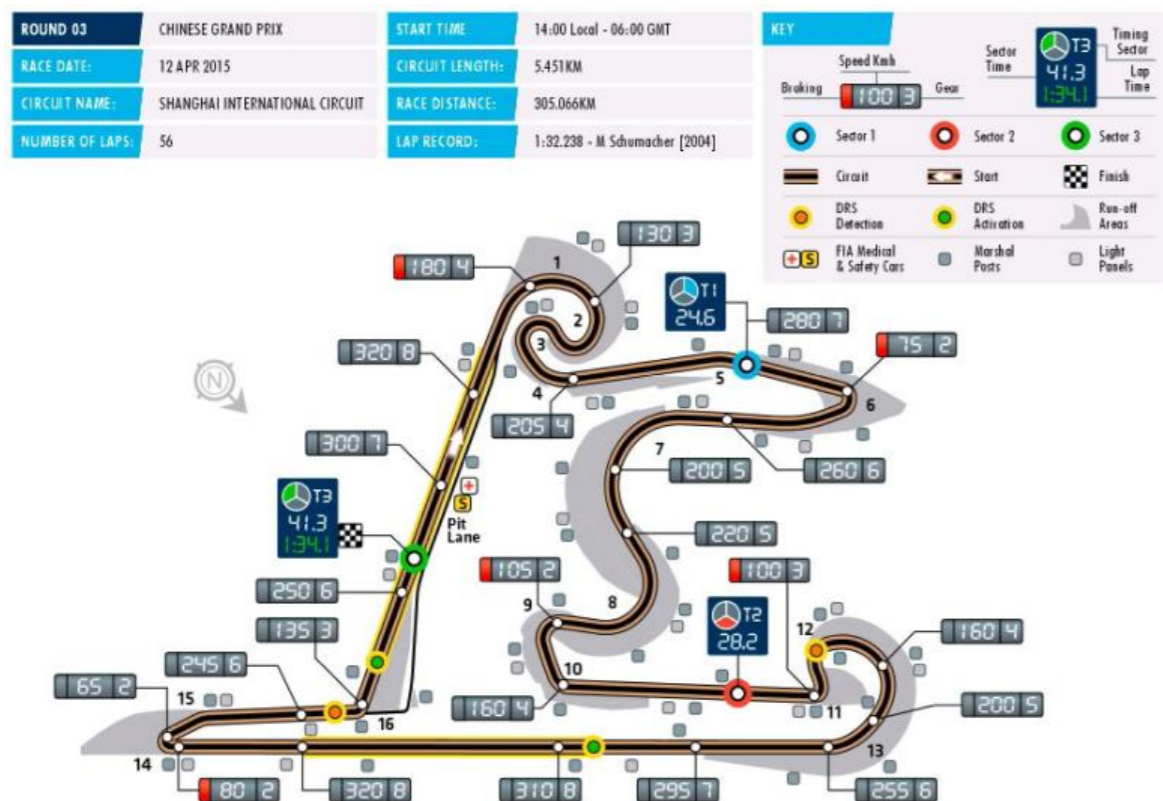 ROUND 03 CHINESE GRAND PRIX START TIME 14:00 Local - 06:00 GMT
RACE DATE: 12 APR 2015 CIRCUIT LENGTH: 5.451KM
CIRCUIT NAME: SHANGHAI INTERNATIONAL CIRCUIT RACE DISTANCE: 305.066KM
NUMBER OF LAPS: 56 LAP RECORD: 1:32.238 - M Schumacher [2004]
KEY
Speed Kmh
Braking 100 3 Gear
Sector Time
T3
41.3
1:34.1
Timing Sector
Lap Time
Sector 1 Sector 2 Sector 3
Circuit Start Finish
DRS Detection DRS Activation Run-off Areas
S FIA Medical & Safety Cars Marshal Posts Light Panels
130 3
1
180 4
2
T1
24.6
280 7
3
320 8
75 2
N
4
5
6
205 4
7
300 7
200 5
260 6
T3
41.3
1:34.1
S
Pit Lane
220 5
105 2
100 3
250 6
9
8
T2
28.2
12
135 3
160 4
245 6
10
65 2
15
160 4
11
200 5
16
13
14
80 2
320 8
310 8
295 7
255 6